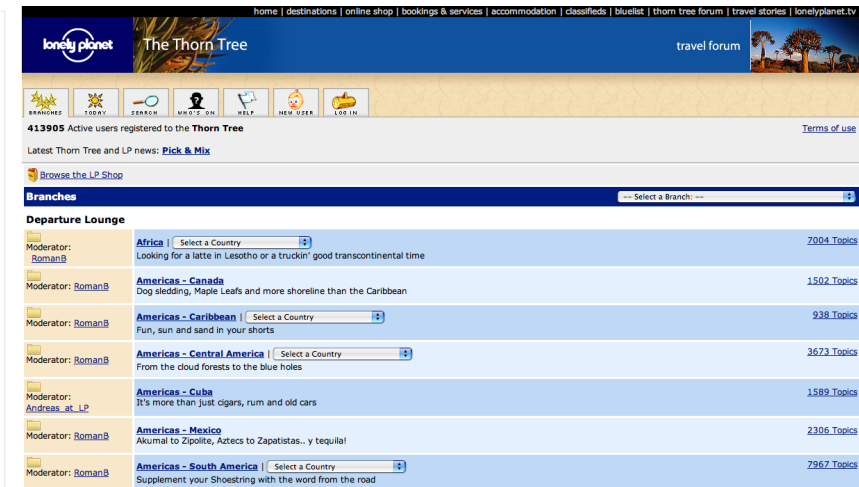 home | destinations | online shop | bookings & services | accommodation | classifieds | bluelist | thorn tree forum | travel stories | lonelyplanet.tv
lonely planet The Thorn Tree travel forum
BRANCHES TODAY SEARCH WHO'S ON HELP NEW USER LOG IN
413905 Active users registered to the Thorn Tree Terms of use
Latest Thorn Tree and LP news: Pick & Mix
Browse the LP Shop
Branches -- Select a Branch: --
Departure Lounge
Moderator: RomanB
Africa | Select a Country 7004 Topics
Looking for a latte in Lesotho or a truckin' good transcontinental time
Moderator: RomanB
Americas - Canada 1502 Topics
Dog sledding, Maple Leafs and more shoreline than the Caribbean
Moderator: RomanB
Americas - Caribbean | Select a Country 938 Topics
Fun, sun and sand in your shorts
Moderator: RomanB
Americas - Central America | Select a Country 3673 Topics
From the cloud forests to the blue holes
Moderator: Andreas_at_LP
Americas - Cuba 1589 Topics
It's more than just cigars, rum and old cars
Moderator: RomanB
Americas - Mexico 2306 Topics
Akumal to Zipolite, Aztecs to Zapatistas.. y tequila!
Moderator: RomanB
Americas - South America | Select a Country 7967 Topics
Supplement your Shoestring with the word from the road